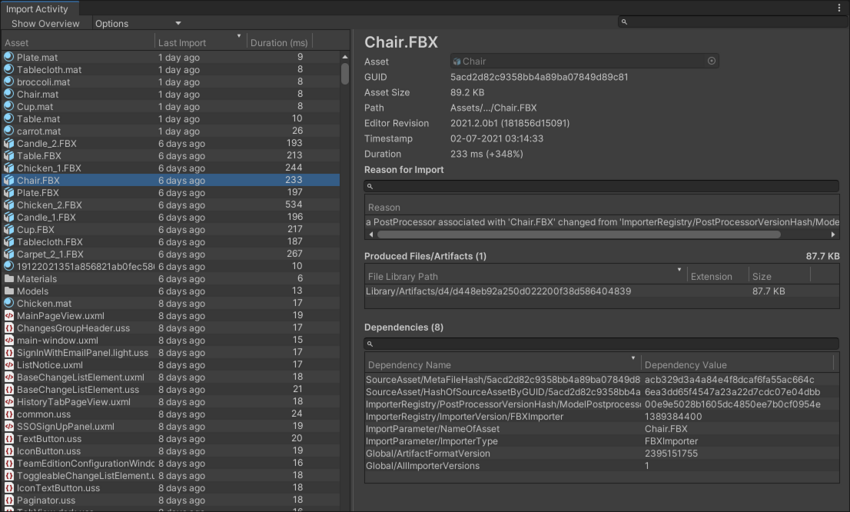 Import Activity
Show Overview Options
Asset Last Import Duration (ms)
Plate.mat 1 day ago 9
Tablecloth.mat 1 day ago 8
broccoli.mat 1 day ago 8
Chair.mat 1 day ago 8
Cup.mat 1 day ago 8
Table.mat 1 day ago 10
carrot.mat 1 day ago 26
Candle_2.FBX 6 days ago 193
Table.FBX 6 days ago 213
Chicken_1.FBX 6 days ago 244
Chair.FBX 6 days ago 233
Plate.FBX 6 days ago 197
Chicken_2.FBX 6 days ago 534
Candle_1.FBX 6 days ago 196
Cup.FBX 6 days ago 217
Tablecloth.FBX 6 days ago 187
Carpet_2_1.FBX 6 days ago 267
19122021351a856821ab0fec58 6 days ago 10
Materials 6 days ago 6
Models 6 days ago 13
Chicken.mat 8 days ago 17
MainPageView.uxml 8 days ago 19
ChangesGroupHeader.uss 8 days ago 17
main-window.uxml 8 days ago 15
SignInWithEmailPanel.light.uss 8 days ago 17
ListNotice.uxml 8 days ago 17
BaseChangeListElement.uxml 8 days ago 18
BaseChangeListElement.uss 8 days ago 21
HistoryTabPageView.uxml 8 days ago 18
common.uss 8 days ago 24
SSOSignUpPanel.uxml 8 days ago 19
TextButton.uss 8 days ago 20
IconButton.uss 8 days ago 19
TeamEditionConfigurationWindo 8 days ago 16
ToggleableChangeListElement.u 8 days ago 18
IconTextButton.uss 8 days ago 18
Paginator.uss 8 days ago 18
Chair.FBX
Asset Chair
GUID 5acd2d82c9358bb4a89ba07849d89c81
Asset Size 89.2 KB
Path Assets/.../Chair.FBX
Editor Revision 2021.2.0b1 (181856d15091)
Timestamp 02-07-2021 03:14:33
Duration 233 ms (+348%)
Reason for Import
Reason
a PostProcessor associated with 'Chair.FBX' changed from 'ImporterRegistry/PostProcessorVersionHash/Mode
Produced Files/Artifacts (1) 87.7 KB
File Library Path Extension Size
Library/Artifacts/d4/d448eb92a250d022200f38d586404839 87.7 KB
Dependencies (8)
Dependency Name Dependency Value
SourceAsset/MetaFileHash/5acd2d82c9358bb4a89ba07849d8 acb329d3a4a84e4f8dcaf6fa55ac664c
SourceAsset/HashOfSourceAssetByGUID/5acd2d82c9358bb4a 6ea3dd65f4547a23a22d7cdc07e04dbb
ImporterRegistry/PostProcessorVersionHash/ModelPostprocess 00e9e5028b1605dc4850ee7b0cf0954e
ImporterRegistry/ImporterVersion/FBXImporter 1389384400
ImportParameter/NameOfAsset Chair.FBX
ImportParameter/ImporterType FBXImporter
Global/ArtifactFormatVersion 2395151755
Global/AllImporterVersions 1